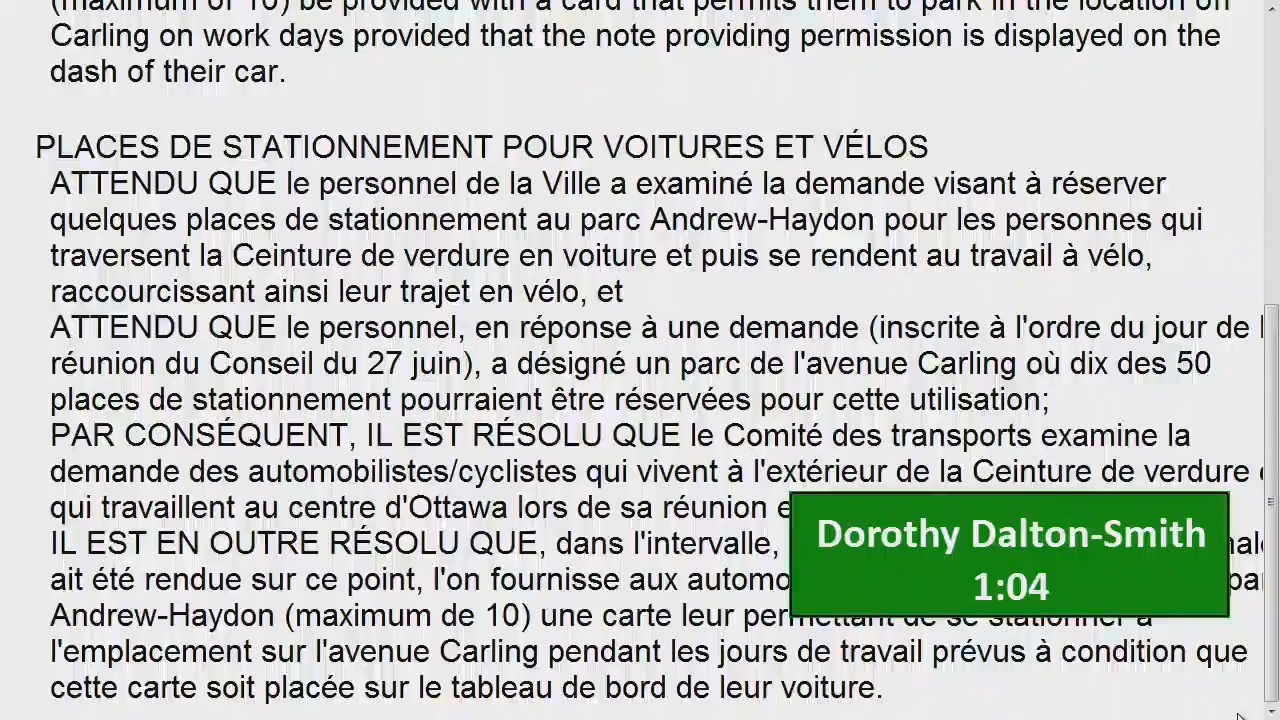 Carling on work days provided that the note providing permission is displayed on the
dash of their car.
PLACES DE STATIONNEMENT POUR VOITURES ET VÉLOS
ATTENDU QUE le personnel de la Ville a examiné la demande visant à réserver
quelques places de stationnement au parc Andrew-Haydon pour les personnes qui
traversent la Ceinture de verdure en voiture et puis se rendent au travail à vélo,
raccourcissant ainsi leur trajet en vélo, et
ATTENDU QUE le personnel, en réponse à une demande (inscrite à l'ordre du jour de
réunion du Conseil du 27 juin), a désigné un parc de l'avenue Carling où dix des 50
places de stationnement pourraient être réservées pour cette utilisation;
PAR CONSÉQUENT, IL EST RÉSOLU QUE le Comité des transports examine la
demande des automobilistes/cyclistes qui vivent à l'extérieur de la Ceinture de verdure
qui travaillent au centre d'Ottawa lors de sa réunion
IL EST EN OUTRE RÉSOLU QUE, dans l'intervalle,
ait été rendue sur ce point, l'on fournisse aux
Andrew-Haydon (maximum de 10) une carte leur permettant de se stationner à
l'emplacement sur l'avenue Carling pendant les jours de travail prévus à condition que
cette carte soit placée sur le tableau de bord de leur voiture.
Dorothy Dalton-Smith
1:04